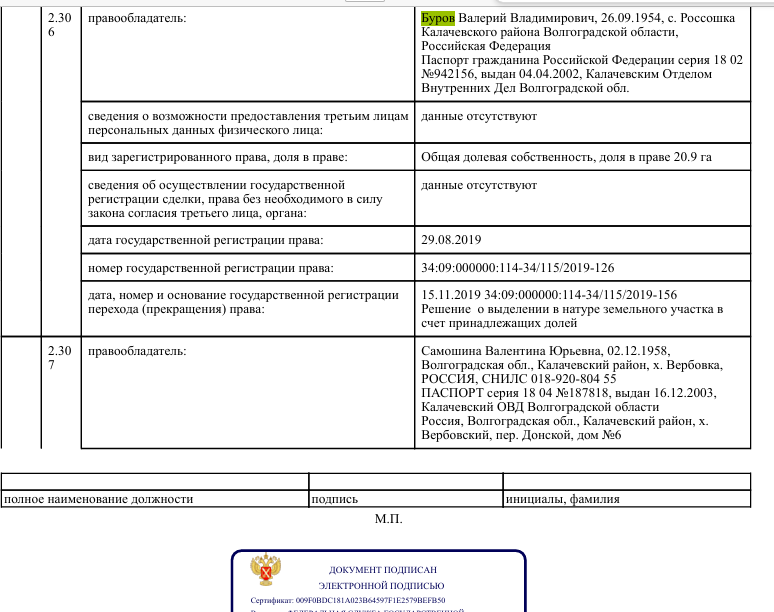 2.30
6
правообладатель:
Буров Валерий Владимирович, 26.09.1954, с. Россошка
Калачевского района Волгоградской области,
Российская Федерация
Паспорт гражданина Российской Федерации серия 18 02
№942156, выдан 04.04.2002, Калачевским Отделом
Внутренних Дел Волгоградской обл.
сведения о возможности предоставления третьим лицам
персональных данных физического лица:
данные отсутствуют
вид зарегистрированного права, доля в праве:
Общая долевая собственность, доля в праве 20.9 га
сведения об осуществлении государственной
регистрации сделки, права без необходимого в силу
закона согласия третьего лица, органа:
данные отсутствуют
дата государственной регистрации права:
29.08.2019
номер государственной регистрации права:
34:09:000000:114-34/115/2019-126
дата, номер и основание государственной регистрации
перехода (прекращения) права:
15.11.2019 34:09:000000:114-34/115/2019-156
Решение о выделении в натуре земельного участка в
счет принадлежащих долей
2.30
7
правообладатель:
Самошина Валентина Юрьевна, 02.12.1958,
Волгоградская обл., Калачевский район, х. Вербовка,
РОССИЯ, СНИЛС 018-920-804 55
ПАСПОРТ серия 18 04 №187818, выдан 16.12.2003,
Калачевский ОВД Волгоградской области
Россия, Волгоградская обл., Калачевский район, х.
Вербовский, пер. Донской, дом №6
полное наименование должности
подпись
инициалы, фамилия
М.П.
ДОКУМЕНТ ПОДПИСАН
ЭЛЕКТРОННОЙ ПОДПИСЬЮ
Сертификат: 009F0BDC181A023B64597F1E2579BEFB50